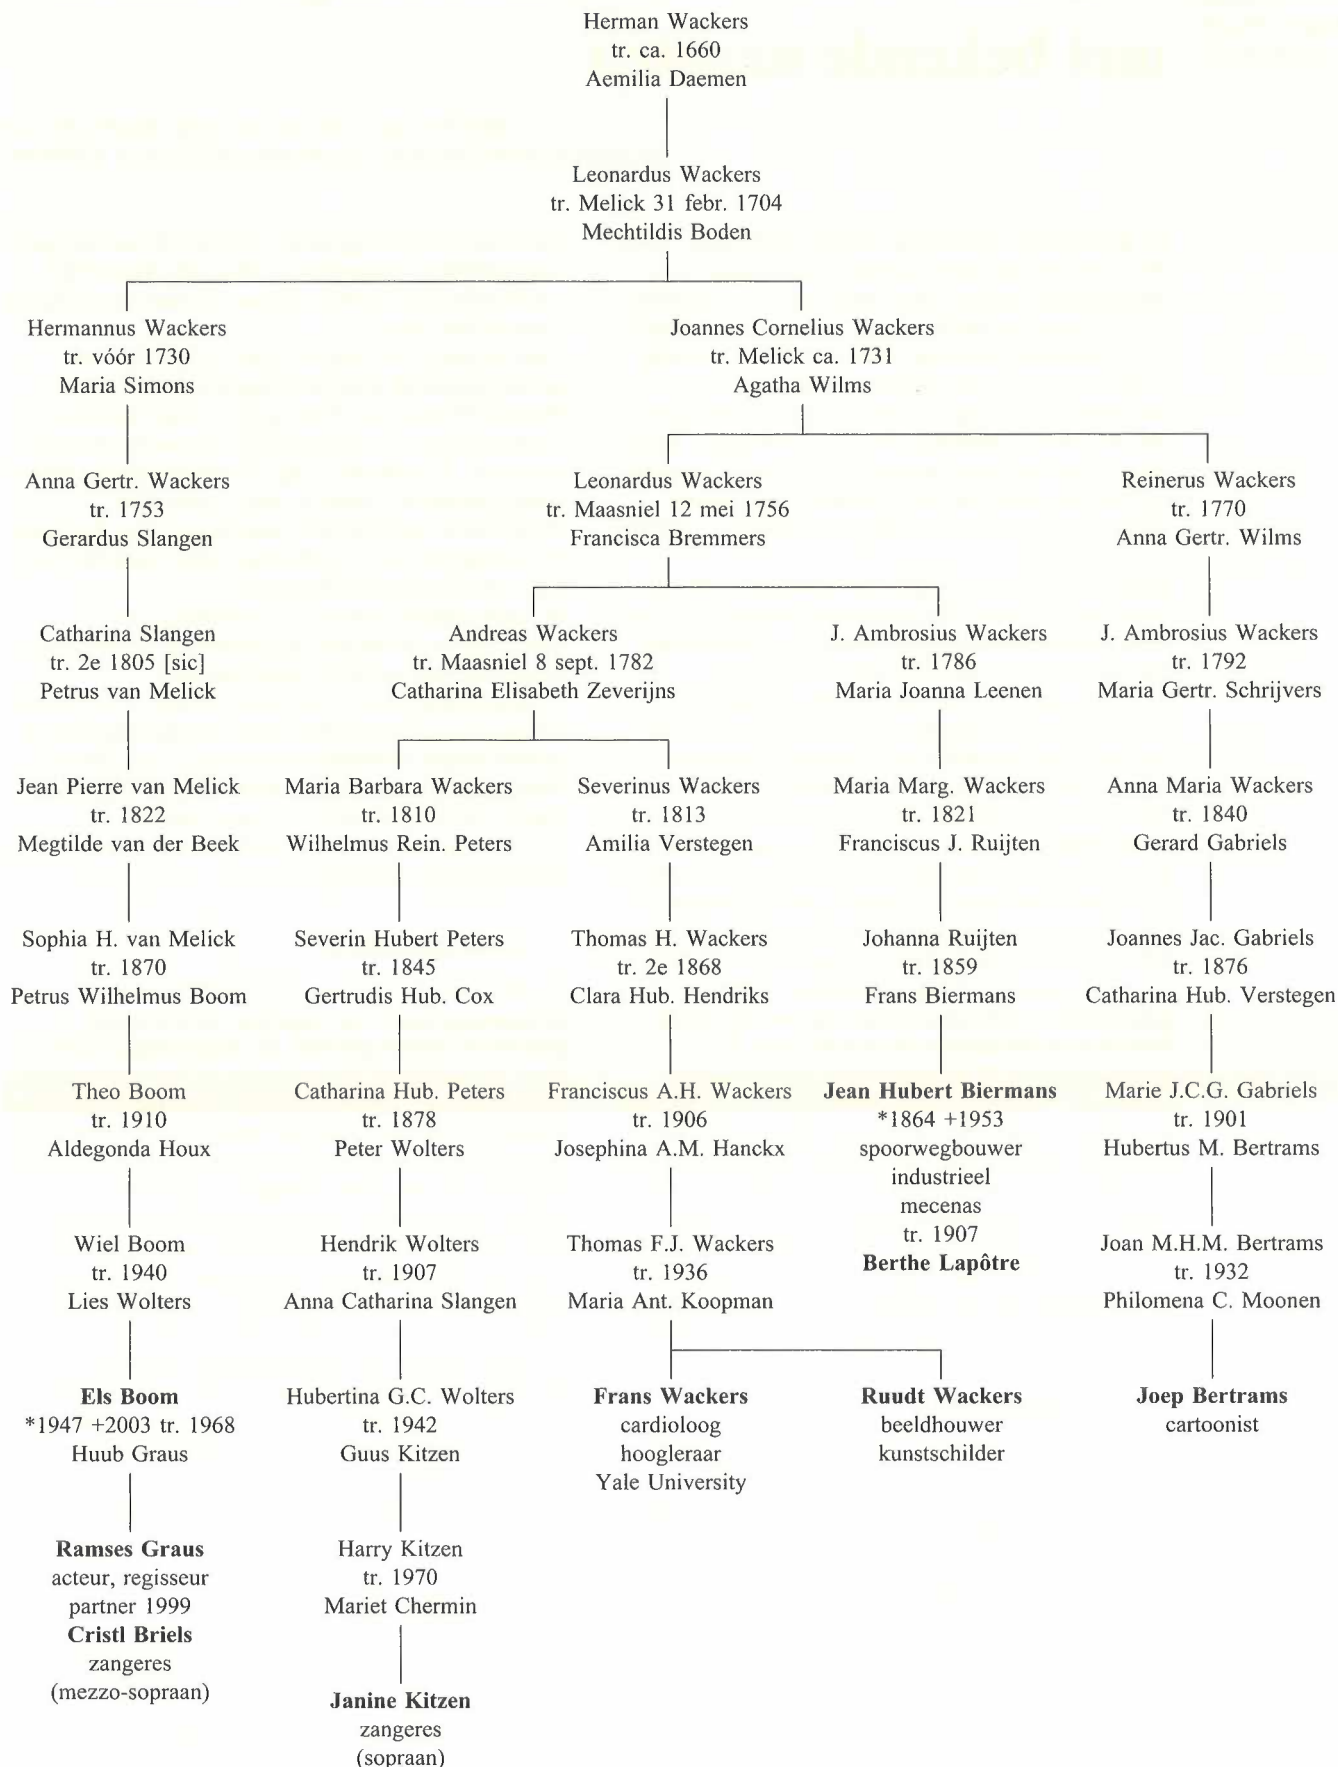 Herman Wackers
tr. ca. 1660
Aemilia Daemen
Leonardus Wackers
tr. Melick 31 febr. 1704
Mechtildis Boden
Hermannus Wackers
tr. vóór 1730
Maria Simons
Joannes Cornelius Wackers
tr. Melick ca. 1731
Agatha Wilms
Anna Gertr. Wackers
tr. 1753
Gerardus Slangen
Leonardus Wackers
tr. Maasniel 12 mei 1756
Francisca Bremmers
Reinerus Wackers
tr. 1770
Anna Gertr. Wilms
Catharina Slangen
tr. 2e 1805 [sic]
Petrus van Melick
Andreas Wackers
tr. Maasniel 8 sept. 1782
Catharina Elisabeth Zeverijns
J. Ambrosius Wackers
tr. 1786
Maria Joanna Leenen
J. Ambrosius Wackers
tr. 1792
Maria Gertr. Schrijvers
Jean Pierre van Melick
tr. 1822
Megtilde van der Beek
Maria Barbara Wackers
tr. 1810
Wilhelmus Rein. Peters
Severinus Wackers
tr. 1813
Amilia Verstegen
Maria Marg. Wackers
tr. 1821
Franciscus J. Ruijten
Anna Maria Wackers
tr. 1840
Gerard Gabriels
Sophia H. van Melick
tr. 1870
Petrus Wilhelmus Boom
Severin Hubert Peters
tr. 1845
Gertrudis Hub. Cox
Thomas H. Wackers
tr. 2e 1868
Clara Hub. Hendriks
Johanna Ruijten
tr. 1859
Frans Biermans
Joannes Jac. Gabriels
tr. 1876
Catharina Hub. Verstegen
Theo Boom
tr. 1910
Aldegonda Houx
Catharina Hub. Peters
tr. 1878
Peter Wolters
Franciscus A.H. Wackers
tr. 1906
Josephina A.M. Hanckx
Jean Hubert Biermans
*1864 +1953
spoorwegbouwer
industrieel
mecenas
tr. 1907
Berthe Lapôtre
Marie J.C.G. Gabriels
tr. 1901
Hubertus M. Bertrams
Wiel Boom
tr. 1940
Lies Wolters
Hendrik Wolters
tr. 1907
Anna Catharina Slangen
Thomas F.J. Wackers
tr. 1936
Maria Ant. Koopman
Joan M.H.M. Bertrams
tr. 1932
Philomena C. Moonen
Els Boom
*1947 +2003 tr. 1968
Huub Graus
Hubertina G.C. Wolters
tr. 1942
Guus Kitzen
Frans Wackers
cardioloog
hoogleraar
Yale University
Ruudt Wackers
beeldhouwer
kunstschilder
Joep Bertrams
cartoonist
Ramses Graus
acteur, regisseur
partner 1999
Cristl Briels
zangeres
(mezzo-sopraan)
Harry Kitzen
tr. 1970
Mariet Chermin
Janine Kitzen
zangeres
(sopraan)